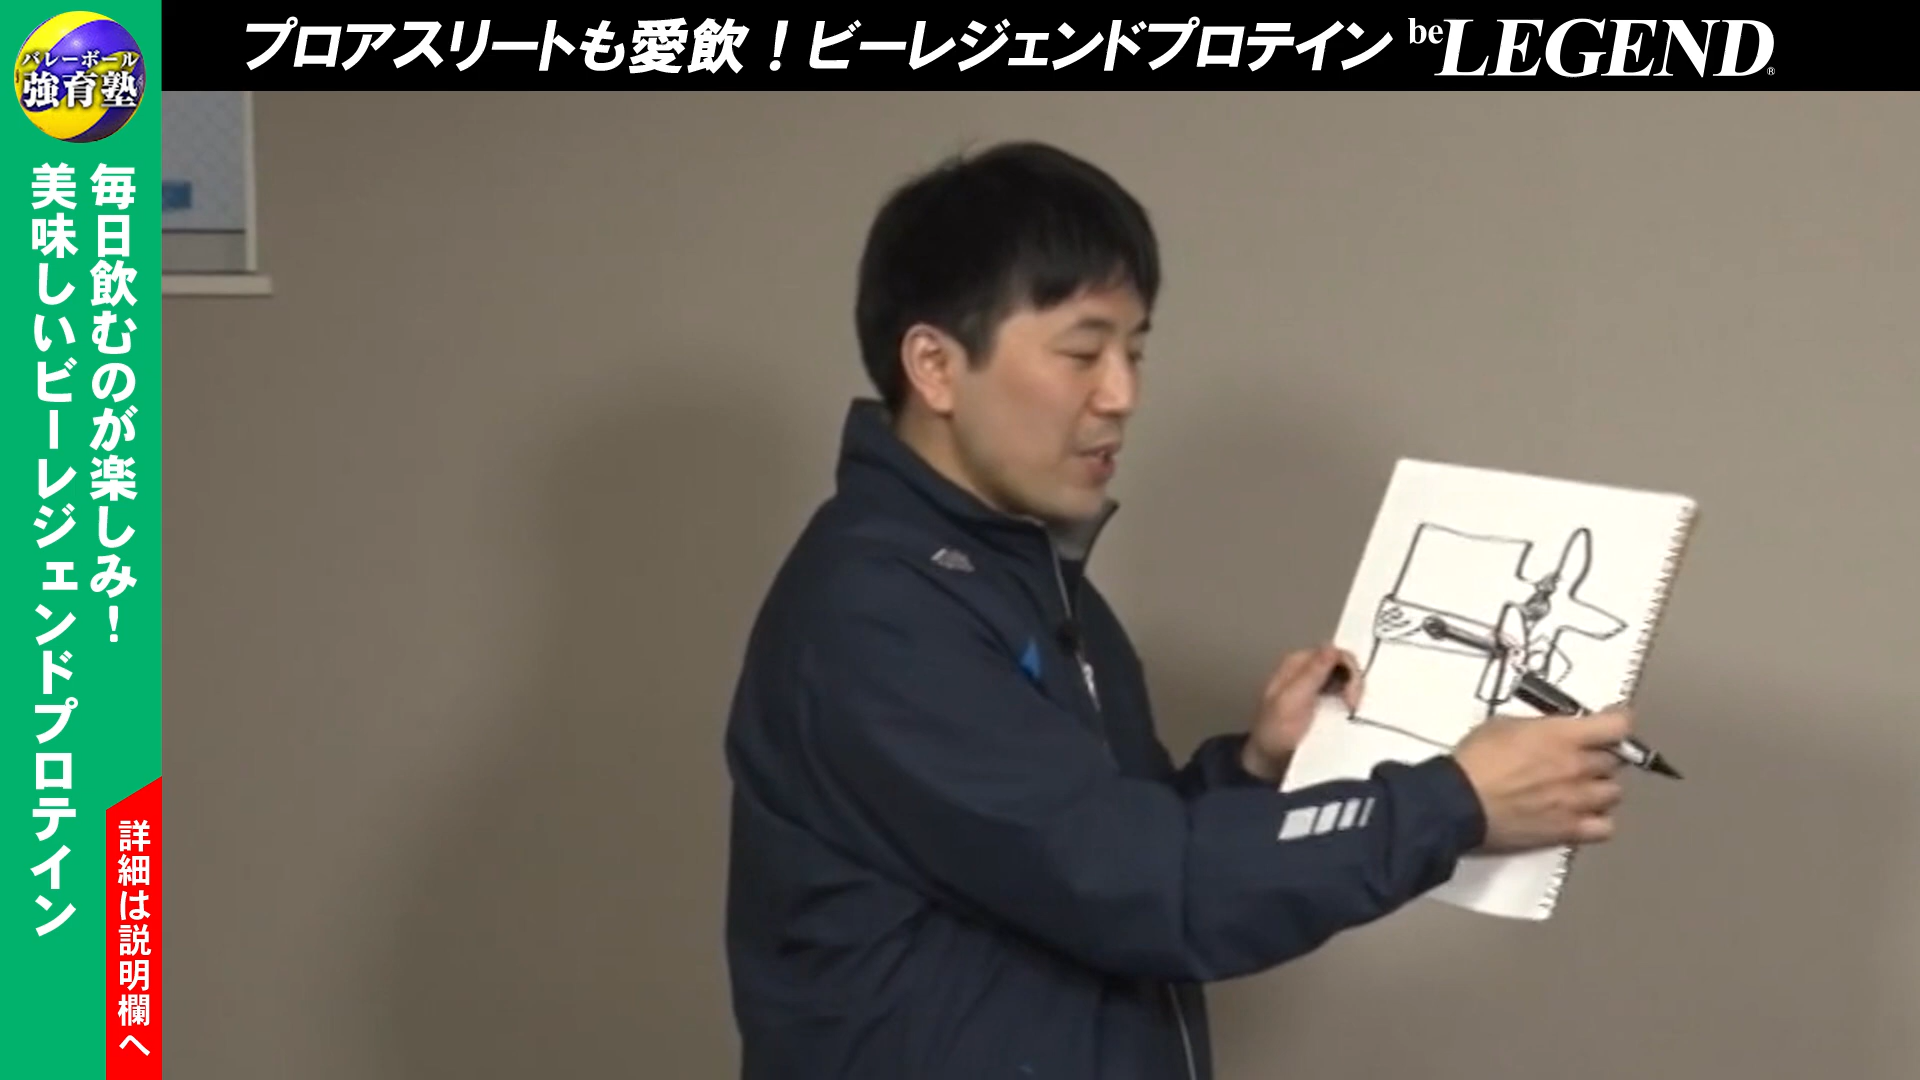 プロアスリートも愛飲！ビーレジェンドプロテイン be LEGEND®
バレーボール
強育塾
毎日飲むのが楽しみ！
美味しいビーレジェンドプロテイン
詳細は説明欄へ